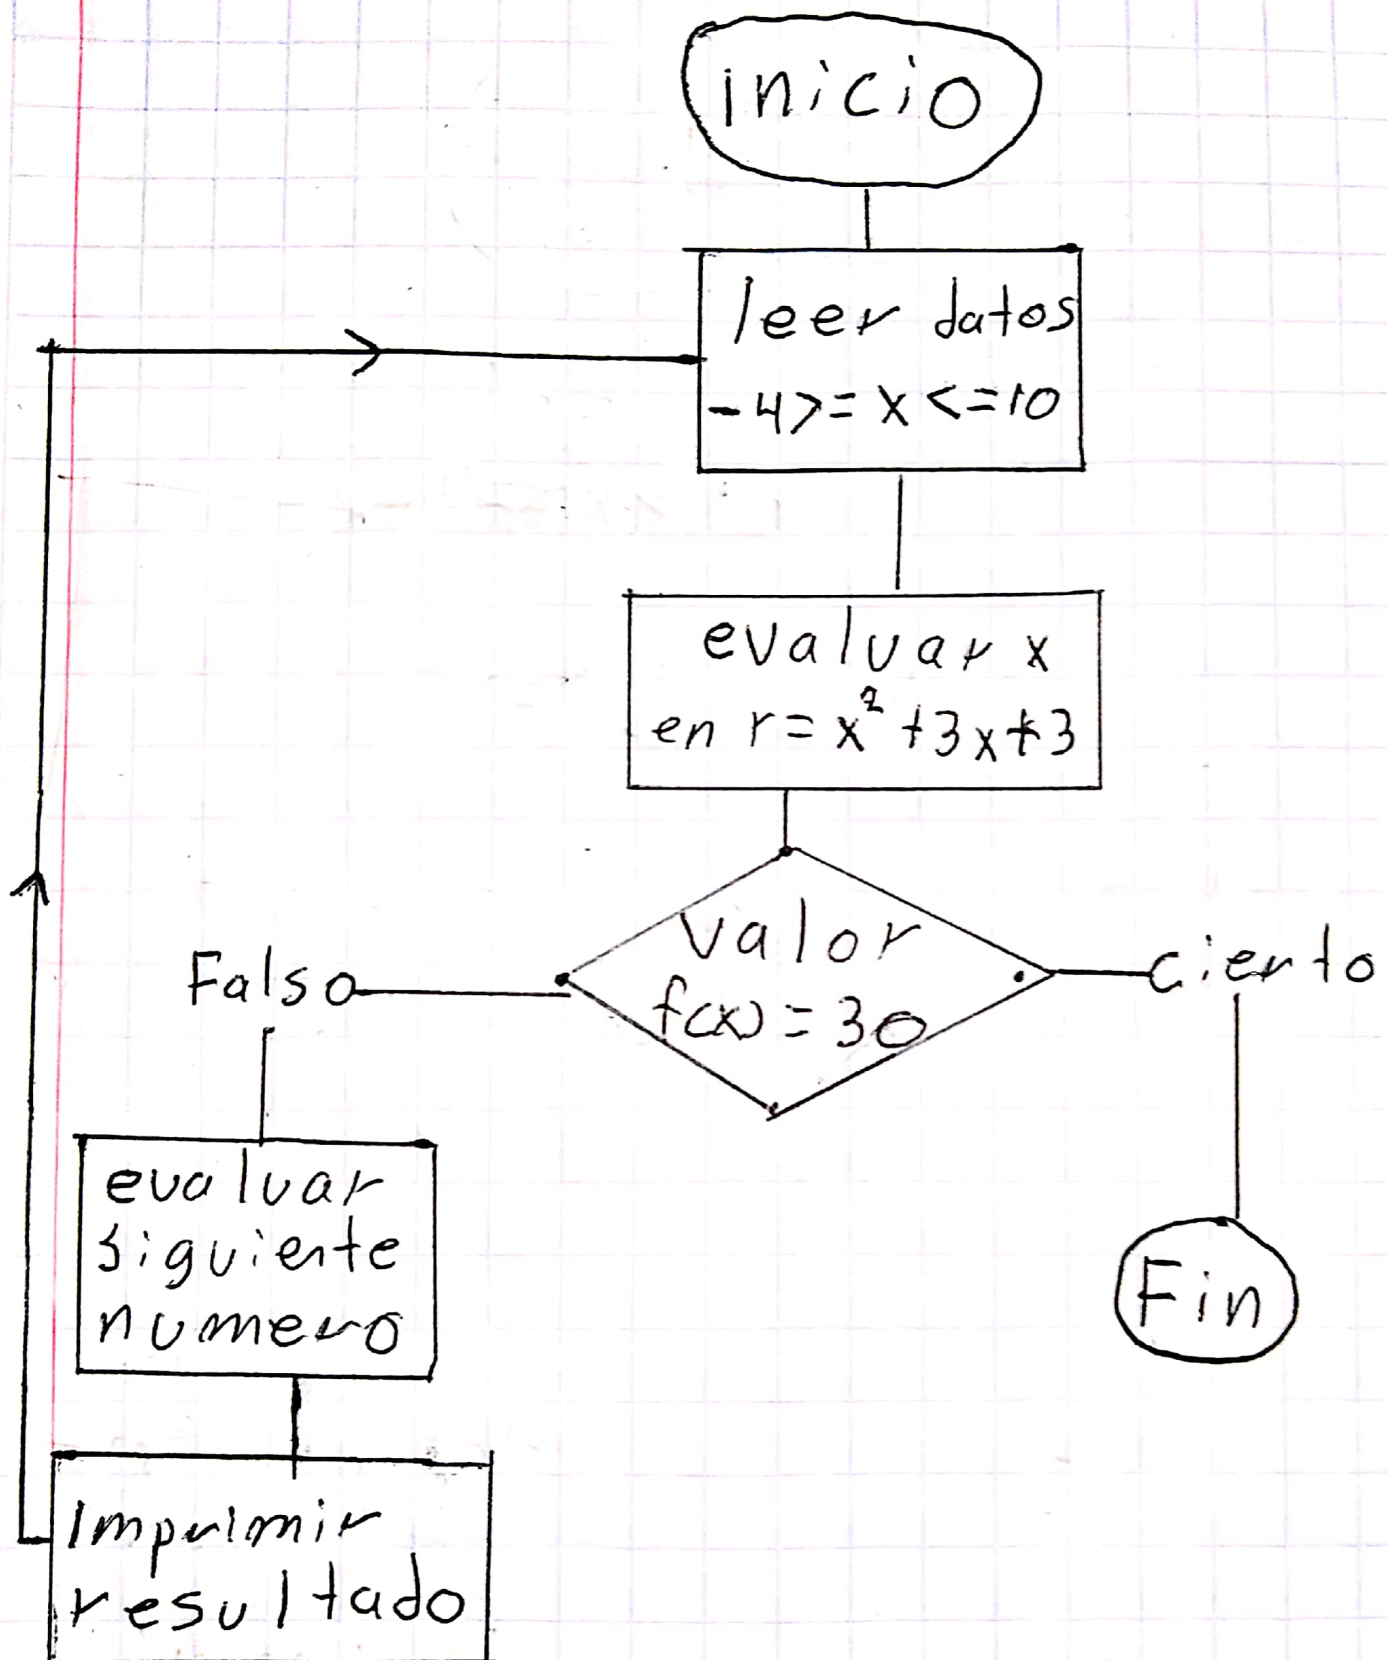 inicio
leer datos
-4>= x <=10
evaluar x
en r = x² +3x+3
valor
f(x) = 30
Falso
cierto
evaluar
siguiente
numero
Fin
Imprimir
resultado